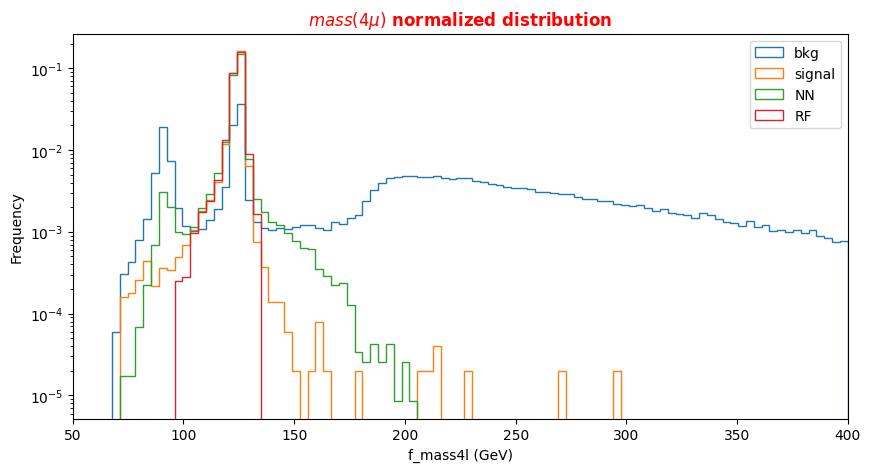 mass(4μ) normalized distribution
bkg
signal
NN
RF
Frequency
10⁻¹
10⁻²
10⁻³
10⁻⁴
10⁻⁵
50 100 150 200 250 300 350 400
f_mass4l (GeV)